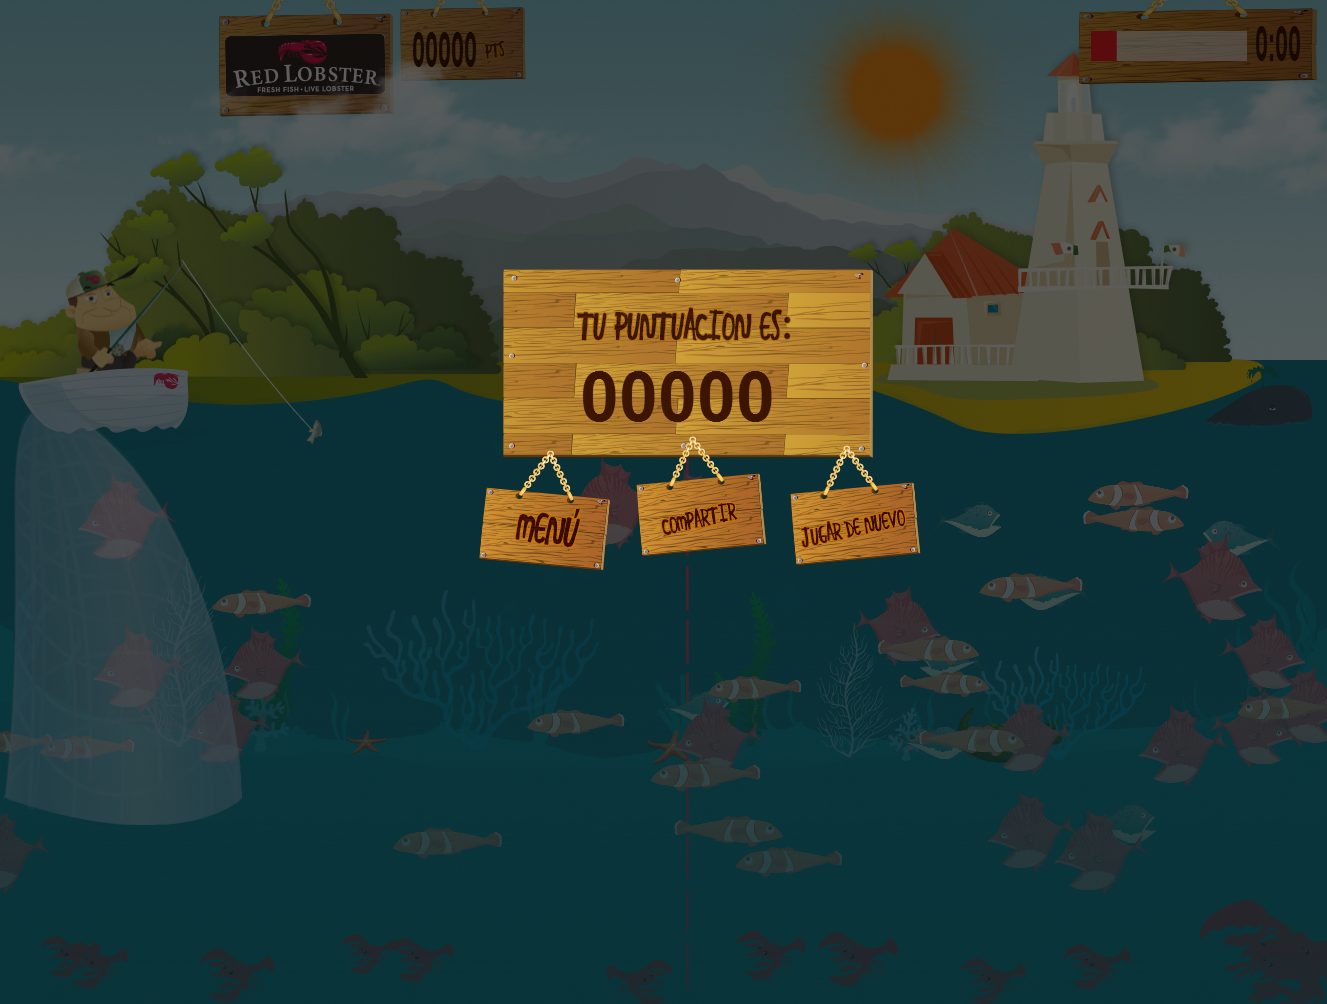 RED LOBSTER
FRESH FISH • LIVE LOBSTER
00000 PTS
0:00
TU PUNTUACION ES:
00000
MENÚ
COMPARTIR
JUGAR DE NUEVO